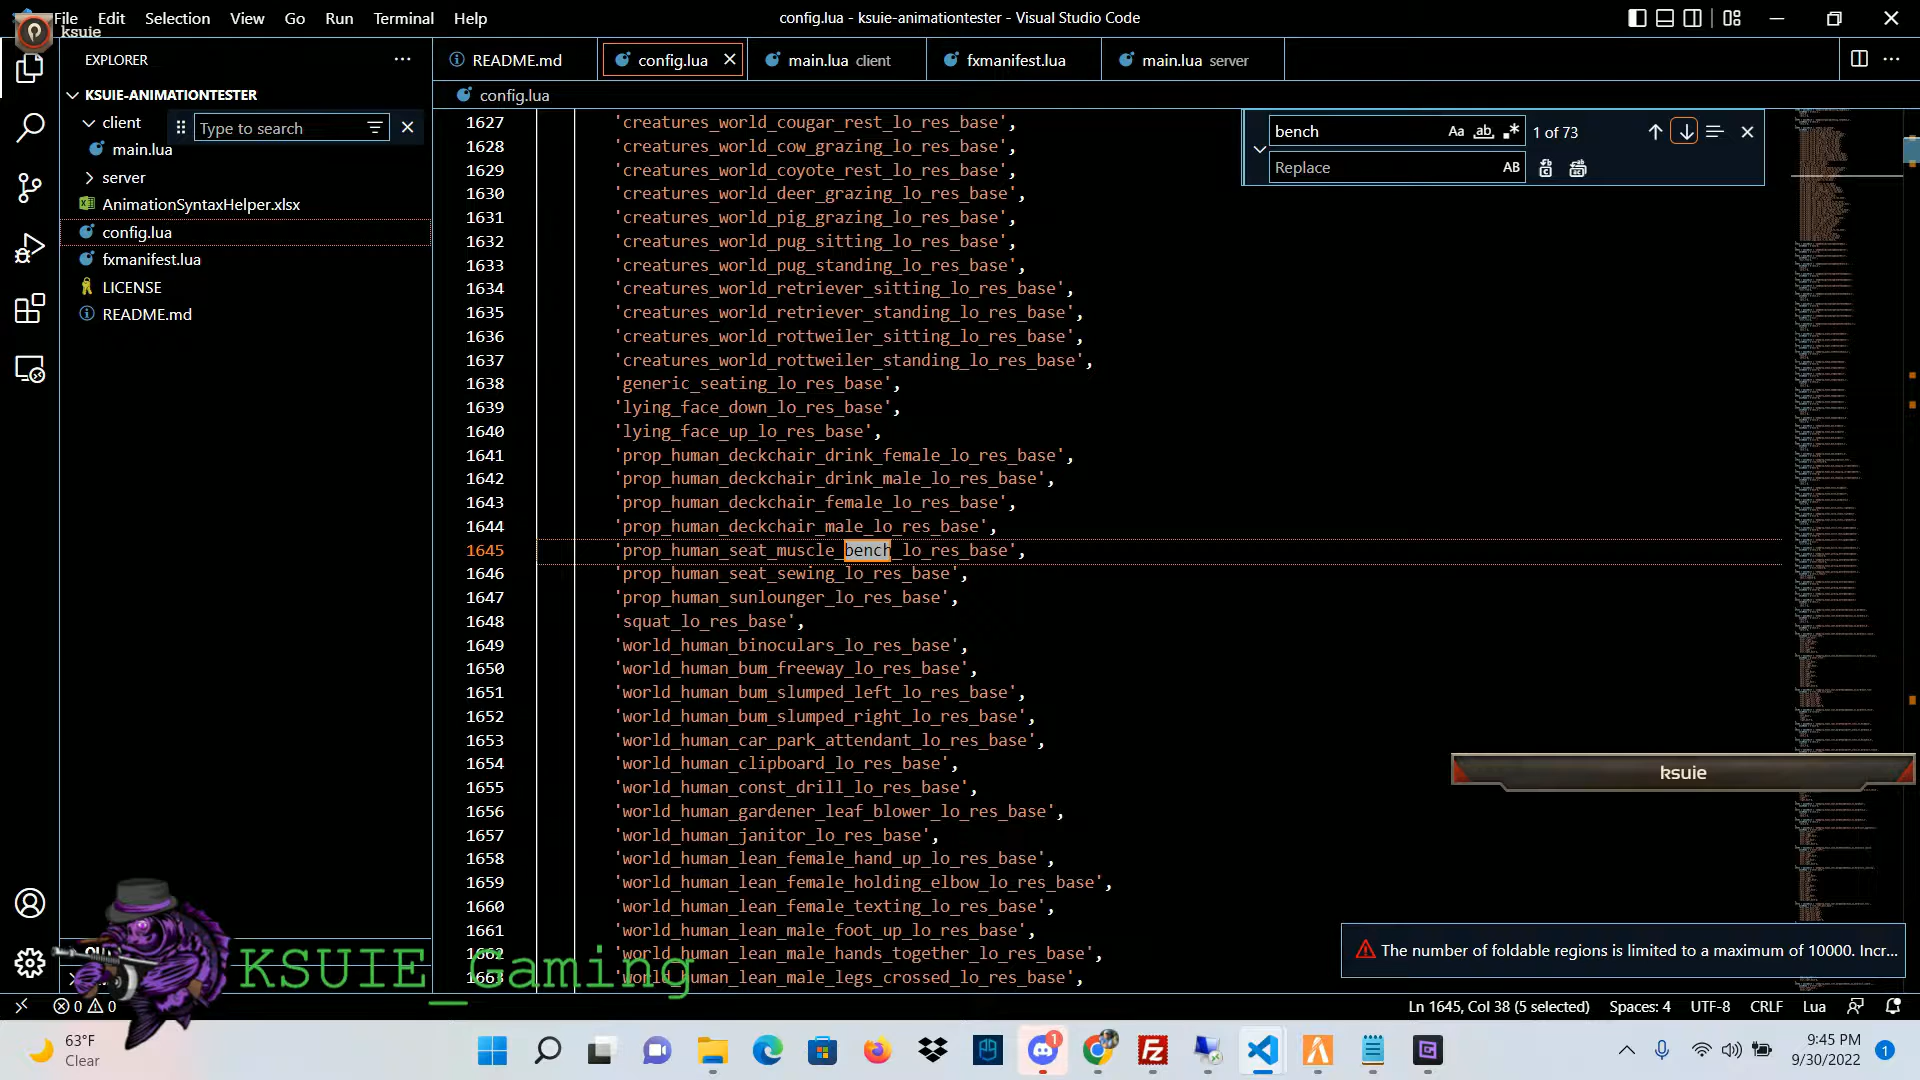 File Edit Selection View Go Run Terminal Help
config.lua - ksuie-animationtester - Visual Studio Code
ksuie
EXPLORER
README.md
config.lua
main.lua client
fxmanifest.lua
main.lua server
KSUIE-ANIMATIONTESTER
client
Type to search
main.lua
server
AnimationSyntaxHelper.xlsx
config.lua
fxmanifest.lua
LICENSE
README.md
config.lua
bench
Aa ab
1 of 73
Replace
AB
1627 'creatures_world_cougar_rest_lo_res_base',
1628 'creatures_world_cow_grazing_lo_res_base',
1629 'creatures_world_coyote_rest_lo_res_base',
1630 'creatures_world_deer_grazing_lo_res_base',
1631 'creatures_world_pig_grazing_lo_res_base',
1632 'creatures_world_pug_sitting_lo_res_base',
1633 'creatures_world_pug_standing_lo_res_base',
1634 'creatures_world_retriever_sitting_lo_res_base',
1635 'creatures_world_retriever_standing_lo_res_base',
1636 'creatures_world_rottweiler_sitting_lo_res_base',
1637 'creatures_world_rottweiler_standing_lo_res_base',
1638 'generic_seating_lo_res_base',
1639 'lying_face_down_lo_res_base',
1640 'lying_face_up_lo_res_base',
1641 'prop_human_deckchair_drink_female_lo_res_base',
1642 'prop_human_deckchair_drink_male_lo_res_base',
1643 'prop_human_deckchair_female_lo_res_base',
1644 'prop_human_deckchair_male_lo_res_base',
1645 'prop_human_seat_muscle_bench_lo_res_base',
1646 'prop_human_seat_sewing_lo_res_base',
1647 'prop_human_sunlounger_lo_res_base',
1648 'squat_lo_res_base',
1649 'world_human_binoculars_lo_res_base',
1650 'world_human_bum_freeway_lo_res_base',
1651 'world_human_bum_slumped_left_lo_res_base',
1652 'world_human_bum_slumped_right_lo_res_base',
1653 'world_human_car_park_attendant_lo_res_base',
1654 'world_human_clipboard_lo_res_base',
1655 'world_human_const_drill_lo_res_base',
1656 'world_human_gardener_leaf_blower_lo_res_base',
1657 'world_human_janitor_lo_res_base',
1658 'world_human_lean_female_hand_up_lo_res_base',
1659 'world_human_lean_female_holding_elbow_lo_res_base',
1660 'world_human_lean_female_texting_lo_res_base',
1661 'world_human_lean_male_foot_up_lo_res_base',
1662 'world_human_lean_male_hands_together_lo_res_base',
1663 'world_human_lean_male_legs_crossed_lo_res_base',
ksuie
The number of foldable regions is limited to a maximum of 10000. Incr...
KSUIE_Gaming
0 0
Ln 1645, Col 38 (5 selected) Spaces: 4 UTF-8 CRLF Lua
63°F
Clear
1
9:45 PM
9/30/2022
1